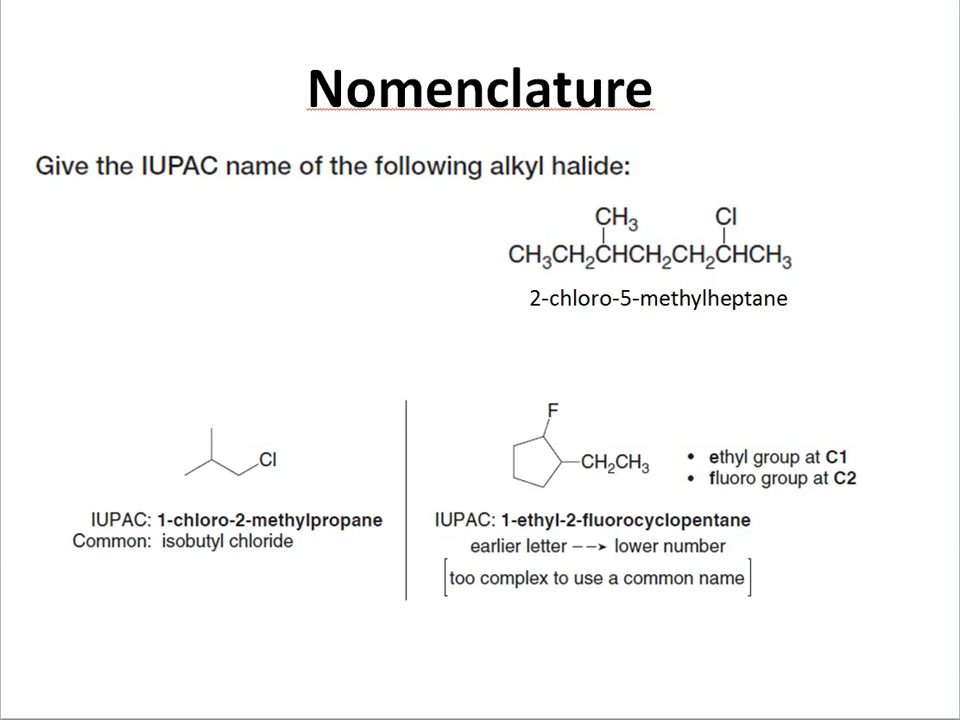 Nomenclature
Give the IUPAC name of the following alkyl halide:
CH₃ Cl
CH₃CH₂CHCH₂CH₂CHCH₃
2-chloro-5-methylheptane
F
Cl
CH₂CH₃
• ethyl group at C1
• fluoro group at C2
IUPAC: 1-chloro-2-methylpropane
Common: isobutyl chloride
IUPAC: 1-ethyl-2-fluorocyclopentane
earlier letter --➤ lower number
[too complex to use a common name]